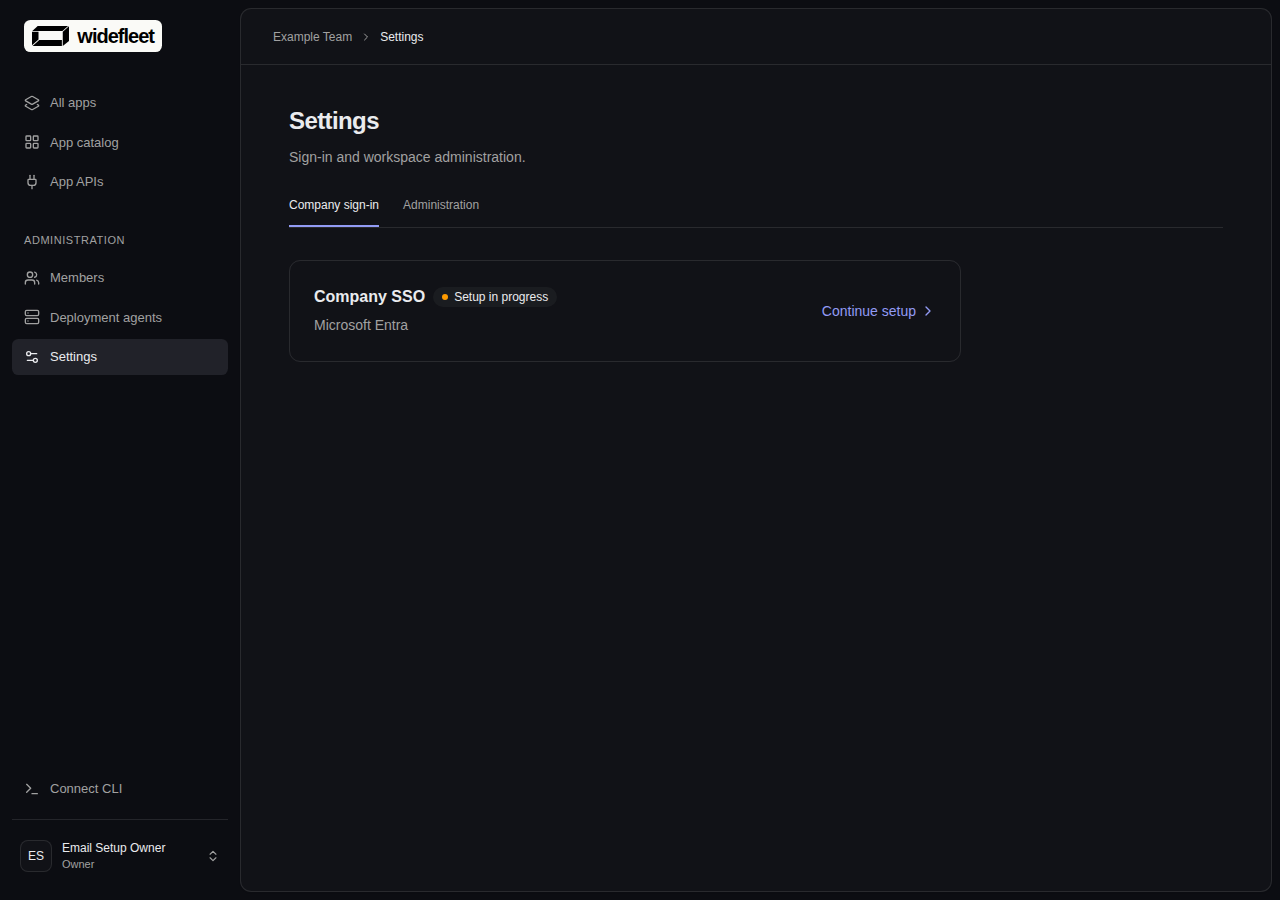 widefleet
All apps
App catalog
App APIs
ADMINISTRATION
Members
Deployment agents
Settings
Connect CLI
ES
Email Setup Owner
Owner
Example Team
Settings
Settings
Sign-in and workspace administration.
Company sign-in
Administration
Company SSO
Setup in progress
Microsoft Entra
Continue setup